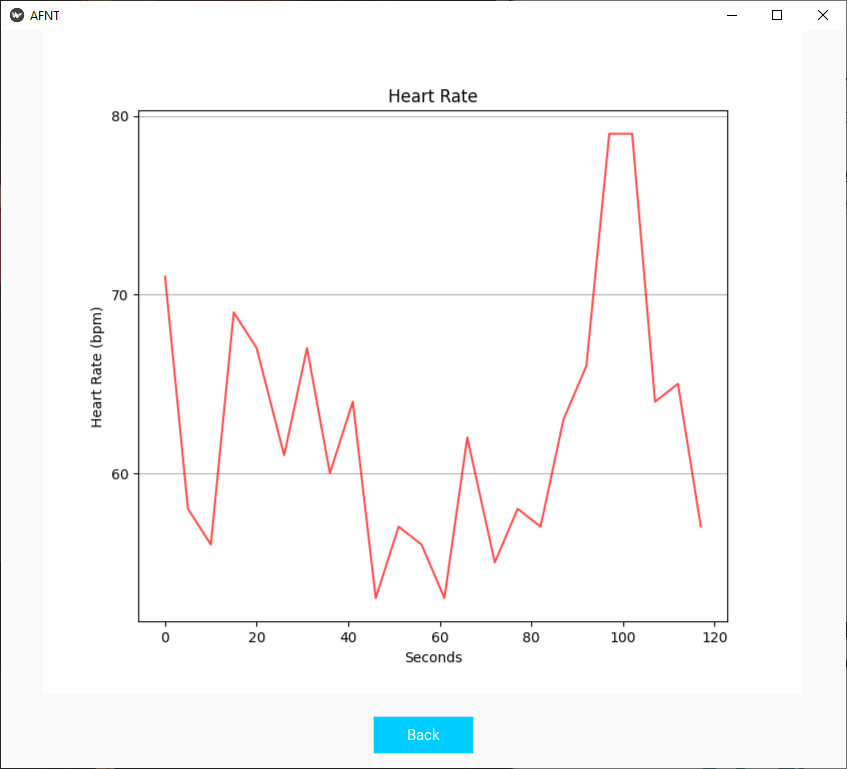 AFNT
Heart Rate
80
70
60
Heart Rate (bpm)
0 20 40 60 80 100 120
Seconds
Back